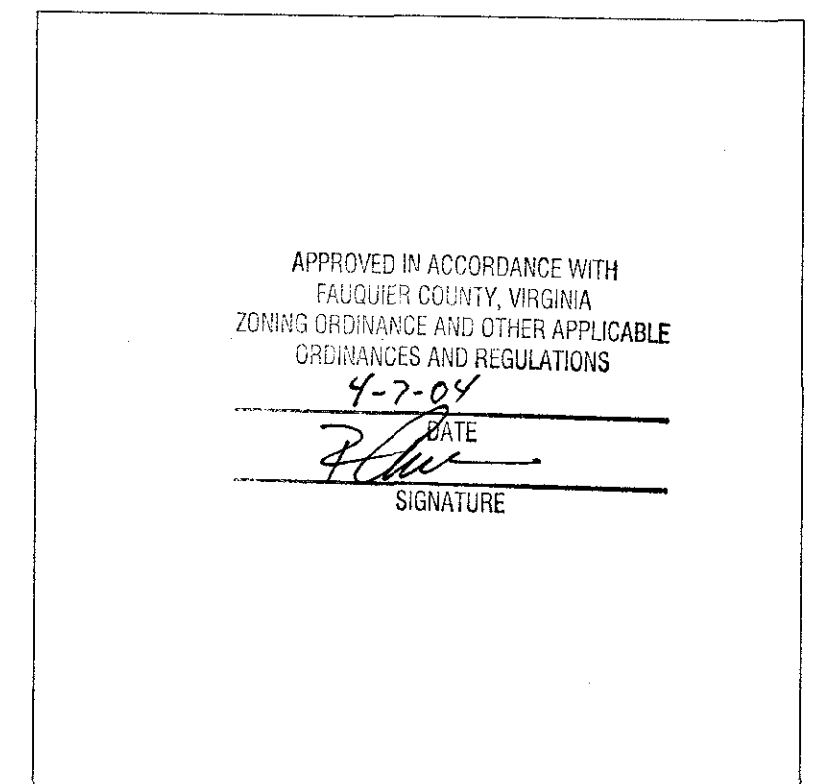 APPROVED IN ACCORDANCE WITH
FAUQUIER COUNTY, VIRGINIA
ZONING ORDINANCE AND OTHER APPLICABLE
ORDINANCES AND REGULATIONS
4-7-04
DATE
SIGNATURE